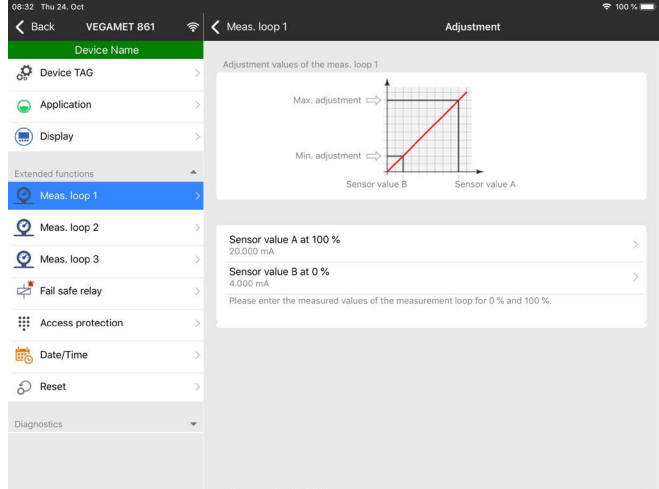 08:32 Thu 24. Oct
100 %
Back
VEGAMET 861
Device Name
Device TAG
Application
Display
Extended functions
Meas. loop 1
Meas. loop 2
Meas. loop 3
Fail safe relay
Access protection
Date/Time
Reset
Diagnostics
Meas. loop 1
Adjustment
Adjustment values of the meas. loop 1
Max. adjustment
Min. adjustment
Sensor value B
Sensor value A
Sensor value A at 100 %
20.000 mA
Sensor value B at 0 %
4.000 mA
Please enter the measured values of the measurement loop for 0 % and 100 %.